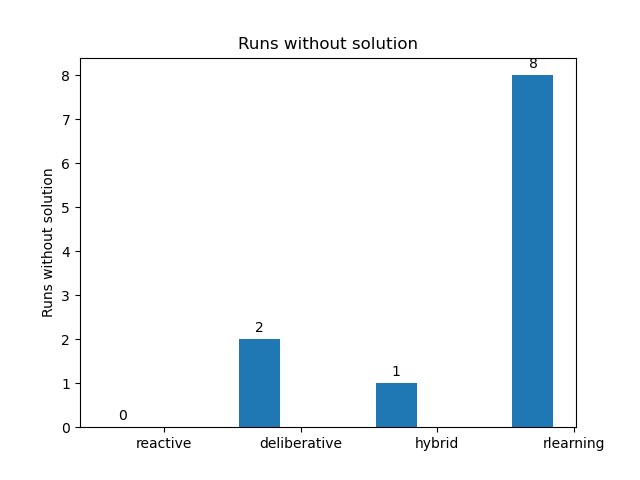 Runs without solution
Runs without solution
8
7
6
5
4
3
2
1
0
0
2
1
8
reactive
deliberative
hybrid
rlearning